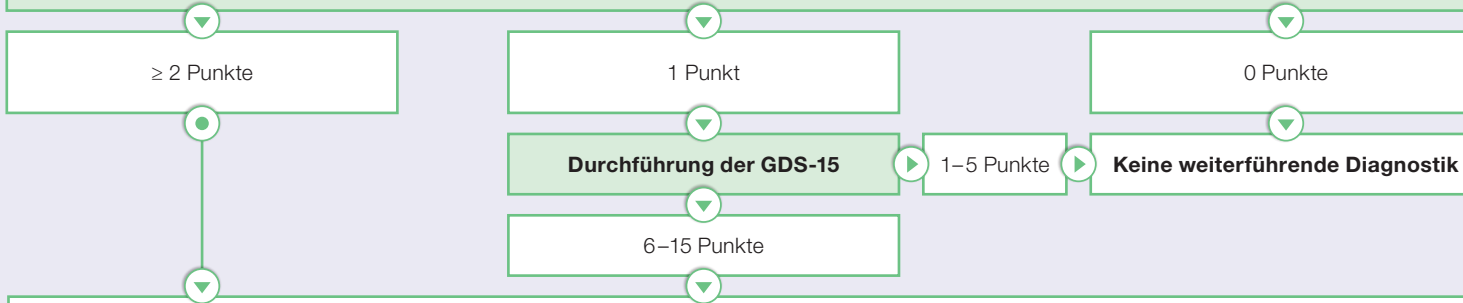 ≥ 2 Punkte
1 Punkt
0 Punkte
Durchführung der GDS-15
1–5 Punkte
Keine weiterführende Diagnostik
6–15 Punkte